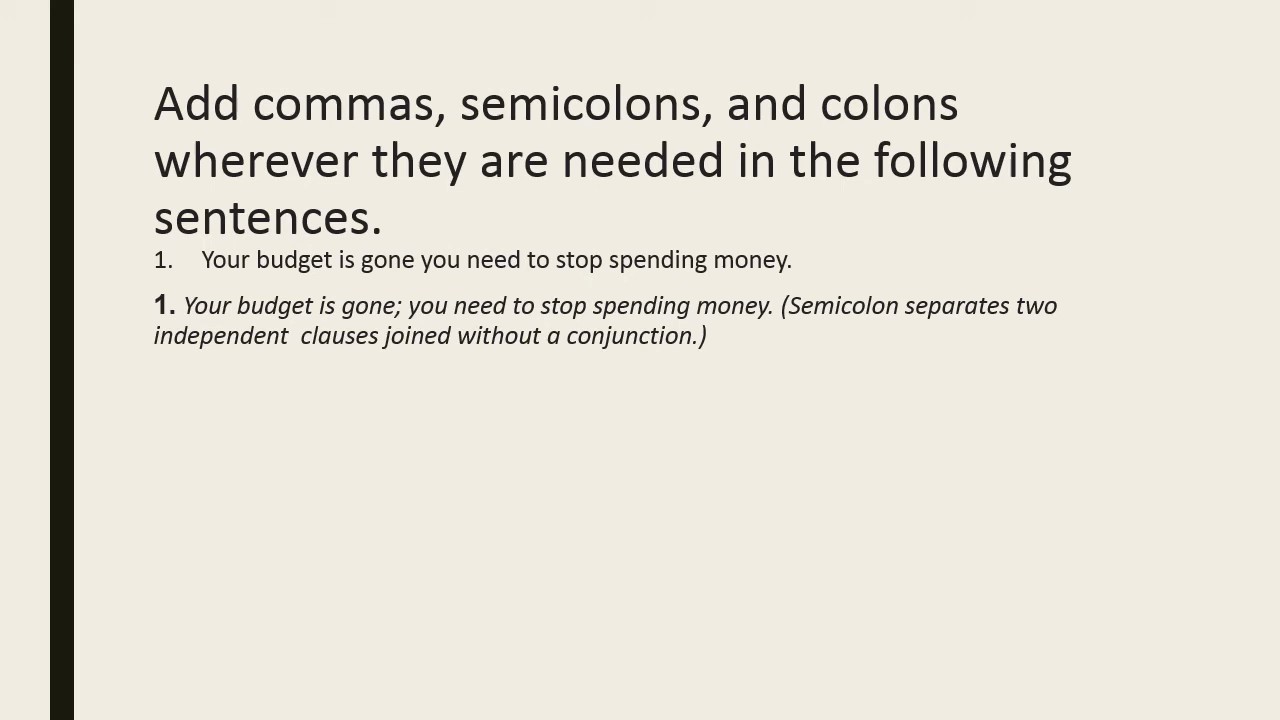 Add commas, semicolons, and colons
wherever they are needed in the following
sentences.
1. Your budget is gone you need to stop spending money.
1. Your budget is gone; you need to stop spending money. (Semicolon separates two
independent  clauses joined without a conjunction.)